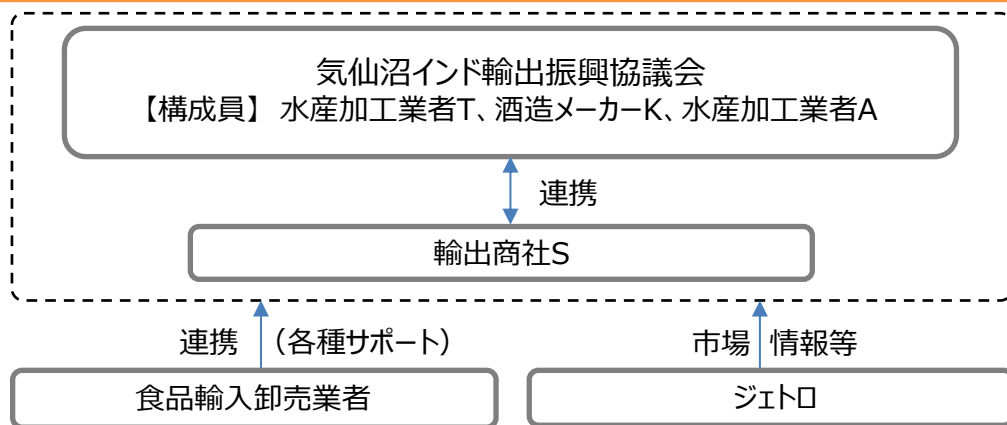 気仙沼インド輸出振興協議会
【構成員】 水産加工業者T、酒造メーカーK、水産加工業者A
連携
輸出商社S
連携 （各種サポート）
市場 情報等
食品輸入卸売業者
ジェトロ